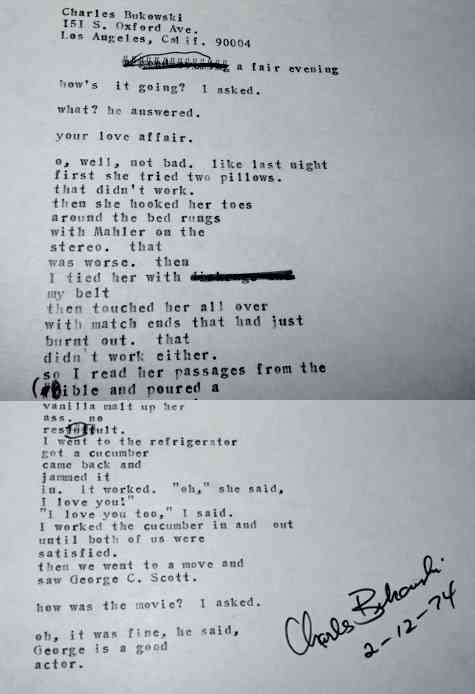 Charles Bukowski
151 S. Oxford Ave.
Los Angeles, Calif. 90004
a fair evening
how's it going? I asked.
what? he answered.
your love affair.
o, well, not bad. like last night
first she tried two pillows.
that didn't work.
then she hooked her toes
around the bed rungs
with Mahler on the
stereo. that
was worse. then
I tied her with
my belt
then touched her all over
with match ends that had just
burnt out. that
didn't work either.
so I read her passages from the
Bible and poured a
vanilla malt up her
ass. no
result.
I went to the refrigerator
got a cucumber
came back and
jammed it
in. it worked. "oh," she said,
I love you!"
"I love you too," I said.
I worked the cucumber in and out
until both of us were
satisfied.
then we went to a move and
saw George C. Scott.
how was the movie? I asked.
oh, it was fine, he said,
George is a good
actor.
Charles Bukowski
2-12-74